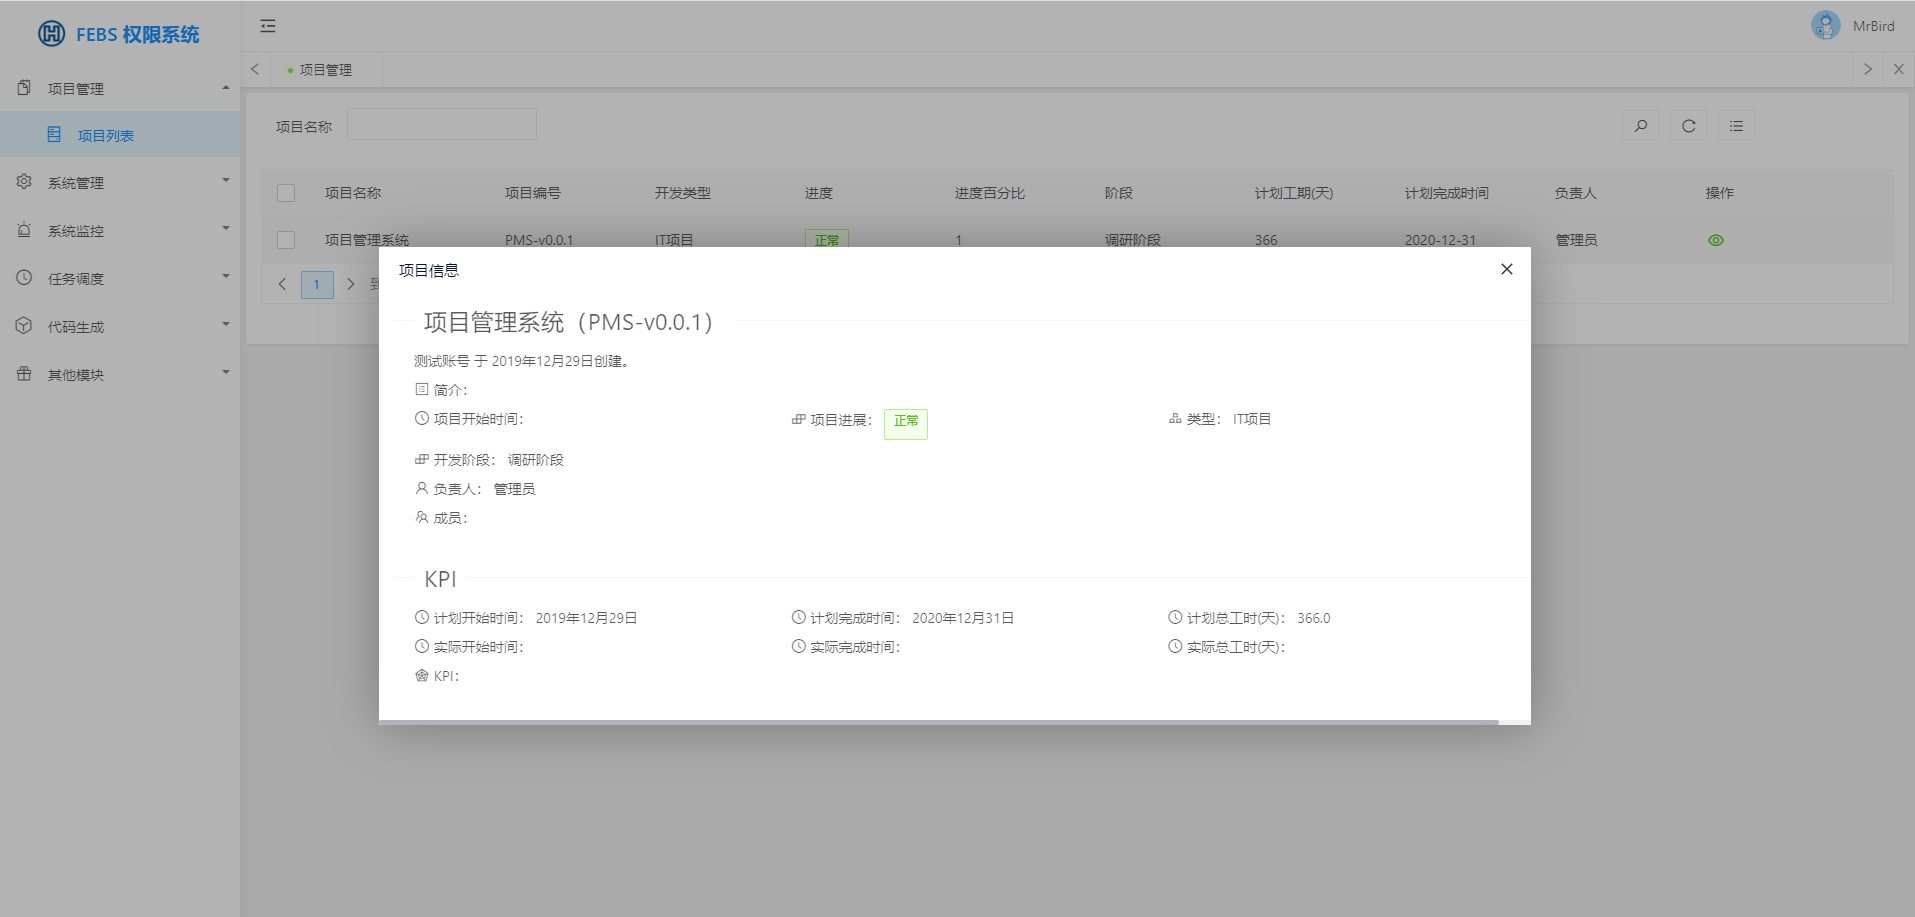 FEBS 权限系统
MrBird
项目管理
项目管理
项目列表
系统管理
系统监控
任务调度
代码生成
其他模块
项目名称
项目名称 项目编号 开发类型 进度 进度百分比 阶段 计划工期(天) 计划完成时间 负责人 操作
项目管理系统 PMS-v0.0.1 IT项目 正常 1 调研阶段 366 2020-12-31 管理员
1 到
项目信息
项目管理系统（PMS-v0.0.1）
测试账号 于 2019年12月29日创建。
简介：
项目开始时间： 项目进展： 正常 类型： IT项目
开发阶段： 调研阶段
负责人： 管理员
成员：
KPI
计划开始时间： 2019年12月29日 计划完成时间： 2020年12月31日 计划总工时(天)： 366.0
实际开始时间： 实际完成时间： 实际总工时(天)：
KPI：